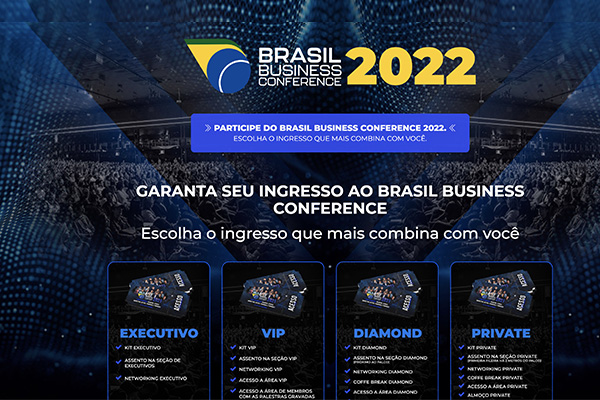 BRASIL
BUSINESS
CONFERENCE
2022
PARTICIPE DO BRASIL BUSINESS CONFERENCE 2022.
ESCOLHA O INGRESSO QUE MAIS COMBINA COM VOCÊ.
GARANTA SEU INGRESSO AO BRASIL BUSINESS
CONFERENCE
Escolha o ingresso que mais combina com você
EXECUTIVO
KIT EXECUTIVO
ASSENTO NA SEÇÃO DE
EXECUTIVOS
NETWORKING EXECUTIVO
VIP
KIT VIP
ASSENTO NA SEÇÃO VIP
NETWORKING VIP
ACESSO A ÁREA VIP
ACESSO A ÁREA DE MEMBROS
COM AS PALESTRAS GRAVADAS
DIAMOND
KIT DIAMOND
ASSENTO NA SEÇÃO DIAMOND
(PRÓXIMO AO PALCO)
NETWORKING DIAMOND
COFFE BREAK DIAMOND
ACESSO A ÁREA DIAMOND
PRIVATE
KIT PRIVATE
ASSENTO NA SEÇÃO PRIVATE
NETWORKING PRIVATE
COFFE BREAK PRIVATE
ACESSO A ÁREA PRIVATE
ALMOÇO PRIVATE